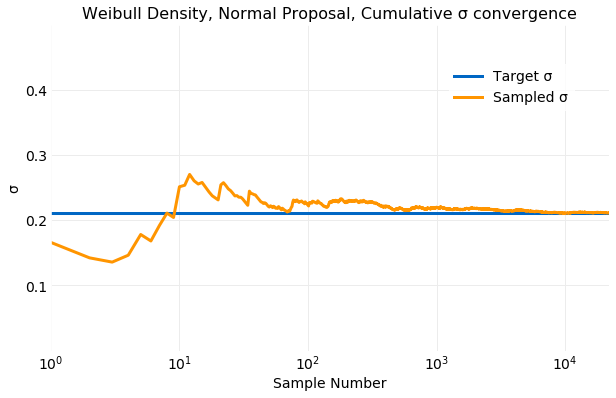 Weibull Density, Normal Proposal, Cumulative σ convergence
Target σ
Sampled σ
0.4
0.3
0.2
0.1
σ
10⁰ 10¹ 10² 10³ 10⁴
Sample Number